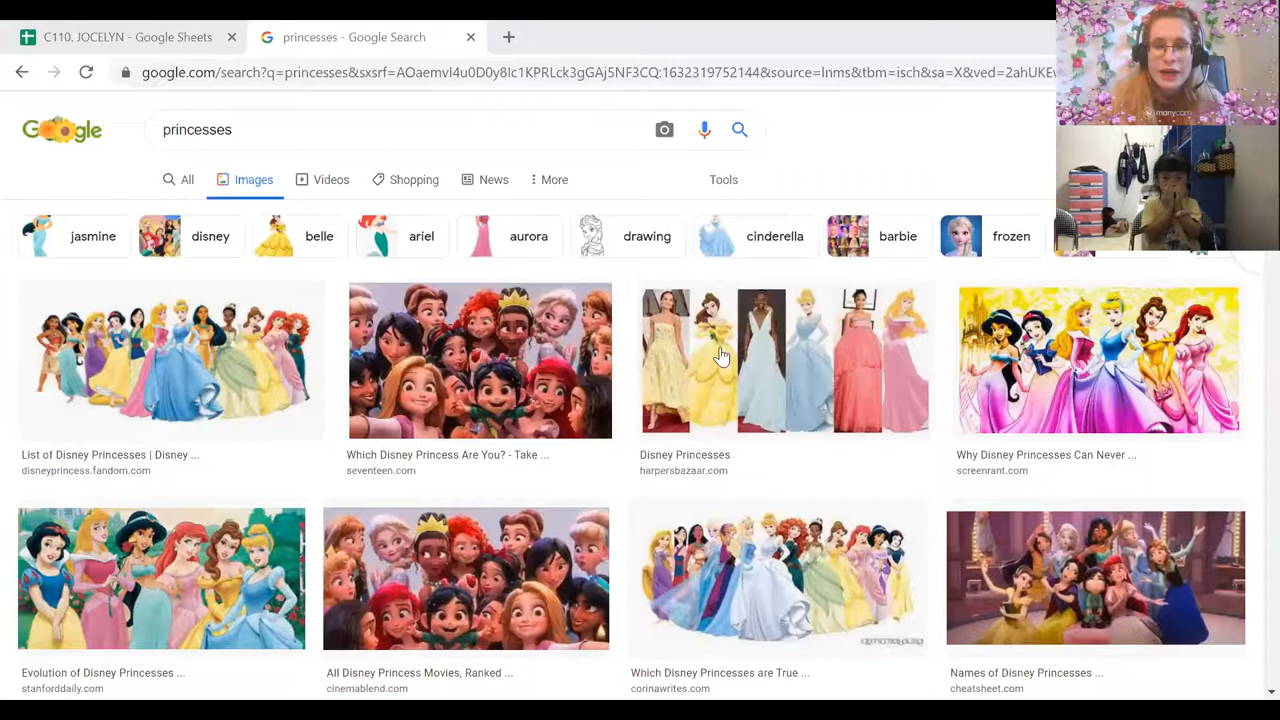 C110. JOCELYN - Google Sheets
princesses - Google Search
google.com/search?q=princesses&sxsrf=AOaemvI4u0D0y8Ic1KPRLck3gGAj5NF3CQ:1632319752144&source=lnms&tbm=isch&sa=X&ved=2ahUKEw
Google
princesses
All
Images
Videos
Shopping
News
More
Tools
jasmine
disney
belle
ariel
aurora
drawing
cinderella
barbie
frozen
manycam
List of Disney Princesses | Disney ...
disneyprincess.fandom.com
Which Disney Princess Are You? - Take ...
seventeen.com
Disney Princesses
harpersbazaar.com
Why Disney Princesses Can Never ...
screenrant.com
Evolution of Disney Princesses ...
stanforddaily.com
All Disney Princess Movies, Ranked ...
cinemablend.com
Which Disney Princesses are True ...
corinawrites.com
Names of Disney Princesses ...
cheatsheet.com